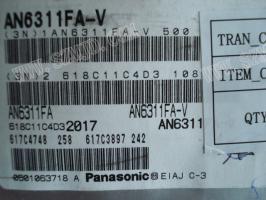 AN6311FA-V
(3N)1AN6311FA-V 500
(3N)2 618C11C4D3 108
AN6311FA AN6311FA-V
618C11C4D3 2017 AN6311
617C4748 258 617C3897 242
0501063718 A Panasonic EIAJ C-3
TRAN_C
ITEM_C
QTY